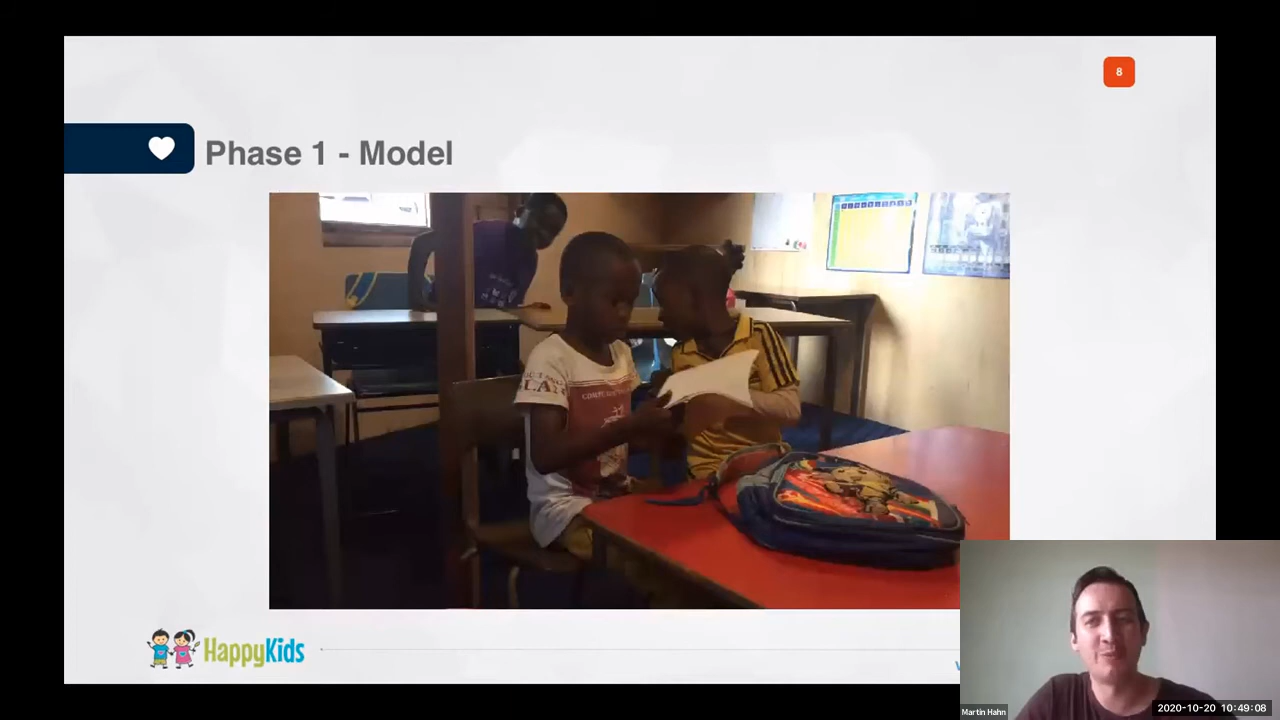 8
Phase 1 - Model
HappyKids
Martin Hahn
2020-10-20 10:49:08